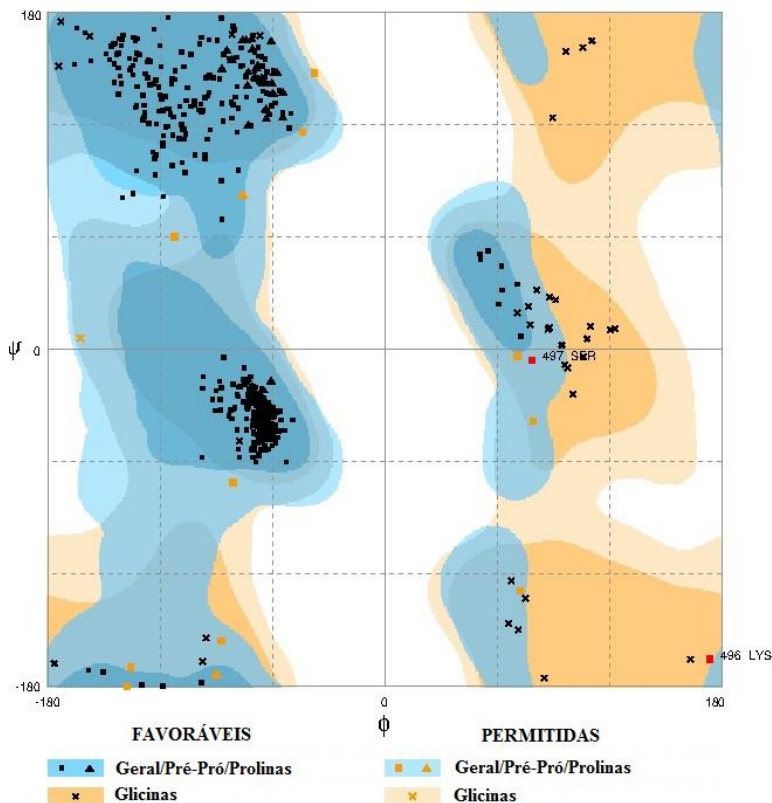 180
ψ
0
497 SER
496 LYS
-180
-180
0
180
ϕ
FAVORÁVEIS
PERMITIDAS
Geral/Pré-Pró/Prolinas
Geral/Pré-Pró/Prolinas
Glicinas
Glicinas